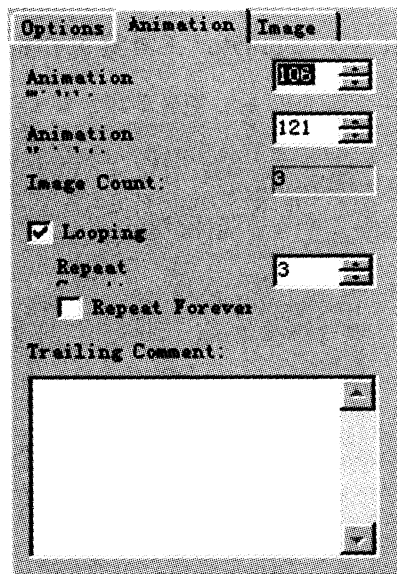 Options Animation Image
Animation 108
Animation 121
Image Count: 3
Looping
Repeat 3
Repeat Forever
Trailing Comment: